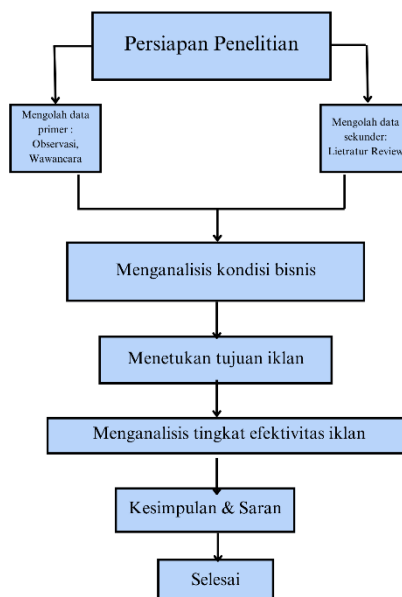 Persiapan Penelitian
Mengolah data
primer :
Observasi,
Wawancara
Mengolah data
sekunder:
Lietratur Review
Menganalisis kondisi bisnis
Menetukan tujuan iklan
Menganalisis tingkat efektivitas iklan
Kesimpulan & Saran
Selesai